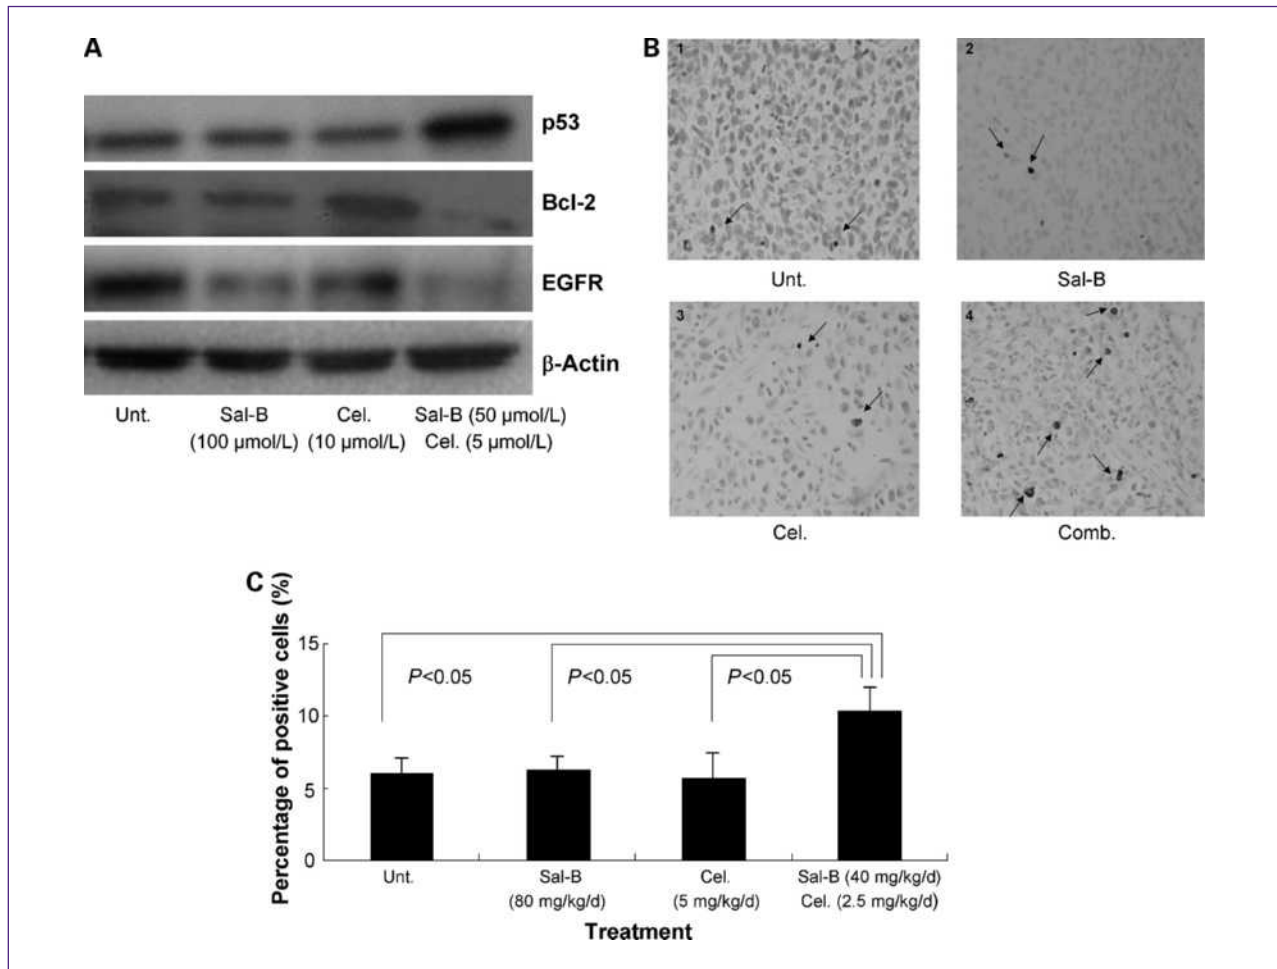 A
p53
Bcl-2
EGFR
β-Actin
Unt.
Sal-B
(100 µmol/L)
Cel.
(10 µmol/L)
Sal-B (50 µmol/L)
Cel. (5 µmol/L)
B
1
Unt.
2
Sal-B
3
Cel.
4
Comb.
C
Percentage of positive cells (%)
15
10
5
0
P<0.05
P<0.05
P<0.05
Unt.
Sal-B
(80 mg/kg/d)
Cel.
(5 mg/kg/d)
Sal-B (40 mg/kg/d)
Cel. (2.5 mg/kg/d)
Treatment